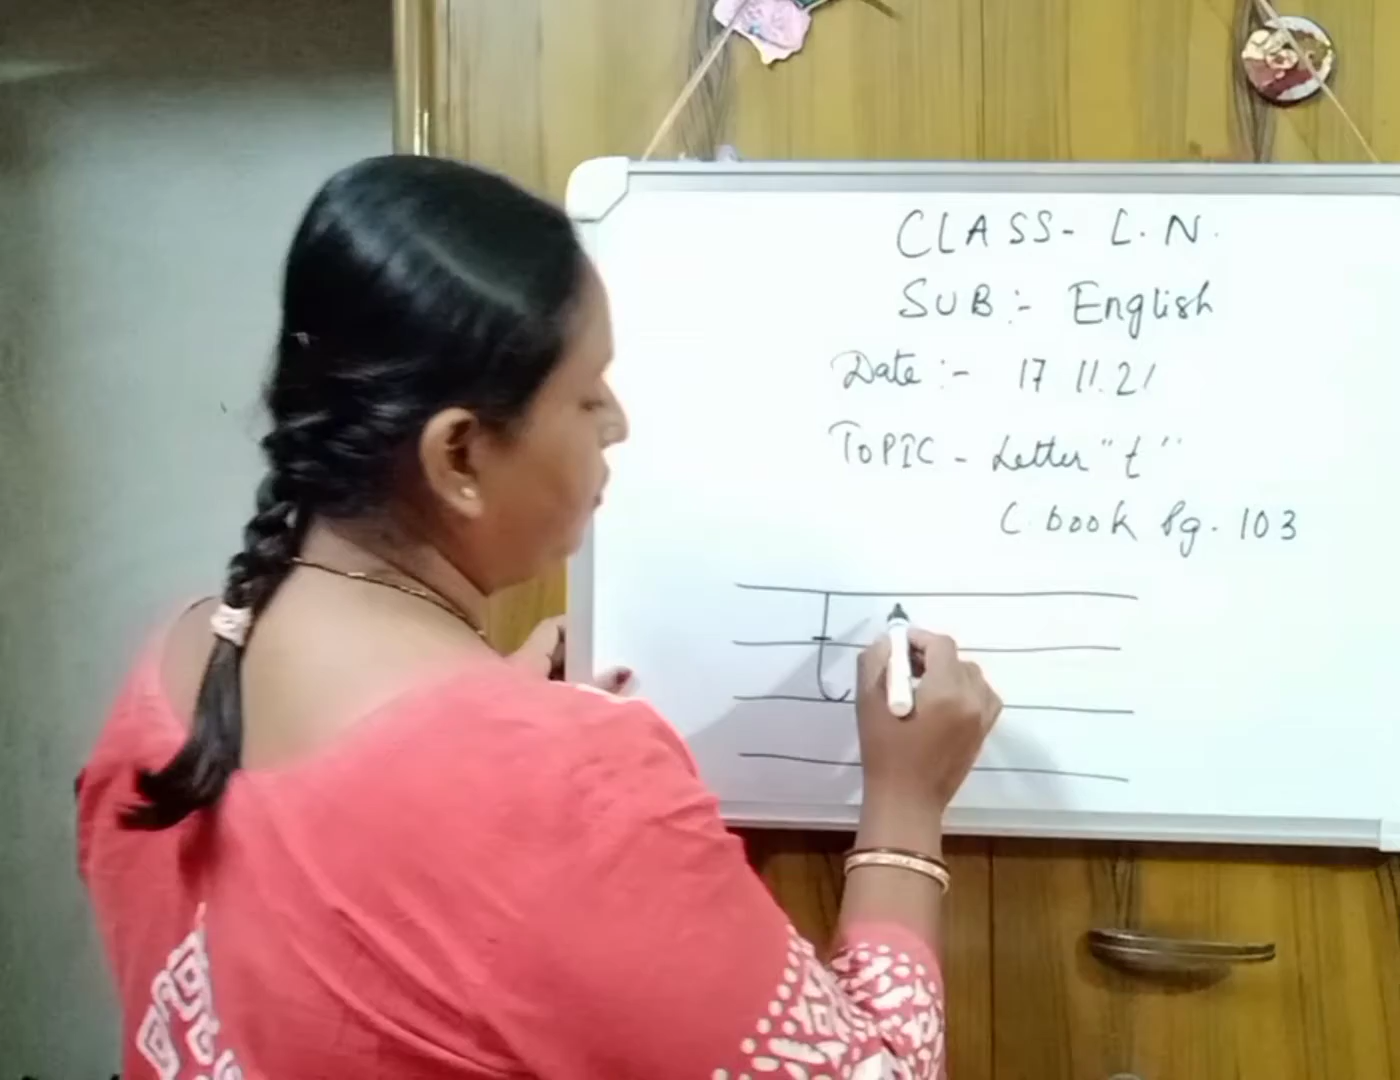 CLASS- L.N.
SUB:- English
Date:- 17 11.21
TOPIC - Letter "t"
C. book Pg. 103
t